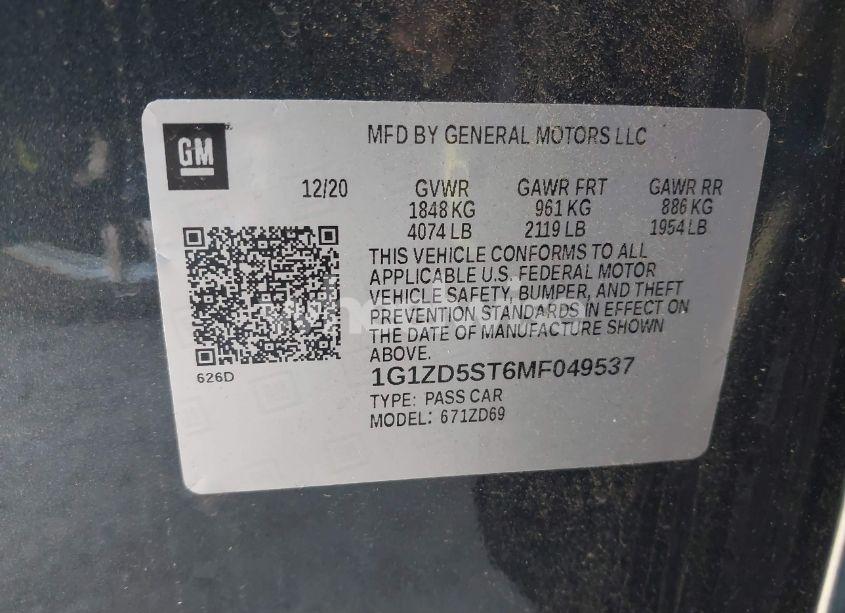 GM
MFD BY GENERAL MOTORS LLC
12/20
GVWR GAWR FRT GAWR RR
1848 KG 961 KG 886 KG
4074 LB 2119 LB 1954 LB
THIS VEHICLE CONFORMS TO ALL
APPLICABLE U.S. FEDERAL MOTOR
VEHICLE SAFETY, BUMPER, AND THEFT
PREVENTION STANDARDS IN EFFECT ON
THE DATE OF MANUFACTURE SHOWN
ABOVE.
626D
1G1ZD5ST6MF049537
TYPE: PASS CAR
MODEL: 671ZD69